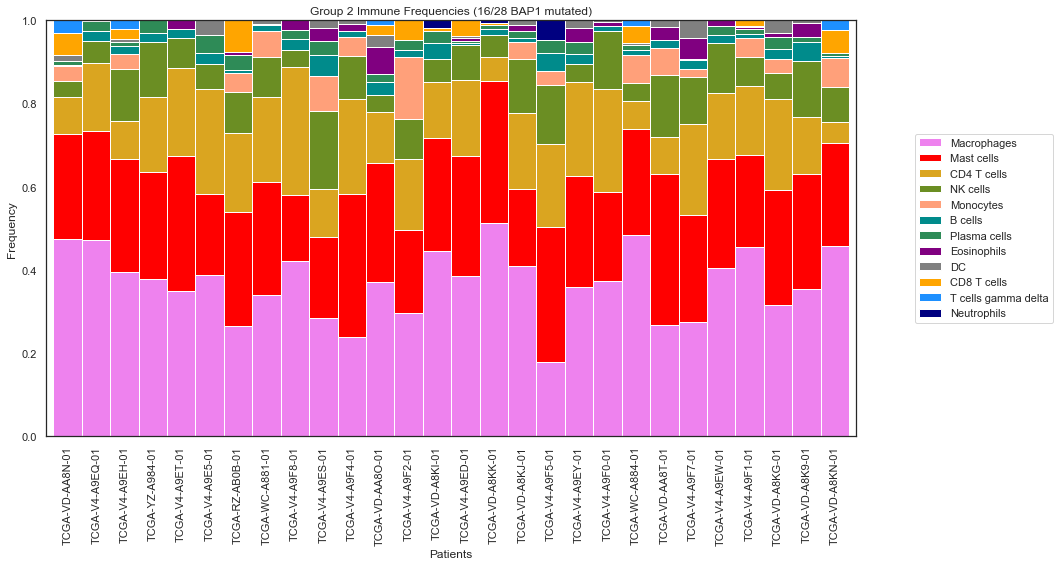 Group 2 Immune Frequencies (16/28 BAP1 mutated)
1.0
0.8
0.6
0.4
0.2
0.0
Frequency
TCGA-VD-AA8N-01
TCGA-V4-A9EQ-01
TCGA-V4-A9EH-01
TCGA-YZ-A984-01
TCGA-V4-A9ET-01
TCGA-V4-A9E5-01
TCGA-RZ-AB0B-01
TCGA-WC-A881-01
TCGA-V4-A9F8-01
TCGA-V4-A9ES-01
TCGA-V4-A9F4-01
TCGA-VD-AA8O-01
TCGA-V4-A9F2-01
TCGA-VD-A8KI-01
TCGA-V4-A9ED-01
TCGA-VD-A8KK-01
TCGA-VD-A8KJ-01
TCGA-V4-A9F5-01
TCGA-V4-A9EY-01
TCGA-V4-A9F0-01
TCGA-WC-A884-01
TCGA-VD-AA8T-01
TCGA-V4-A9F7-01
TCGA-V4-A9EW-01
TCGA-V4-A9F1-01
TCGA-VD-A8KG-01
TCGA-VD-A8K9-01
TCGA-VD-A8KN-01
Patients
Macrophages
Mast cells
CD4 T cells
NK cells
Monocytes
B cells
Plasma cells
Eosinophils
DC
CD8 T cells
T cells gamma delta
Neutrophils